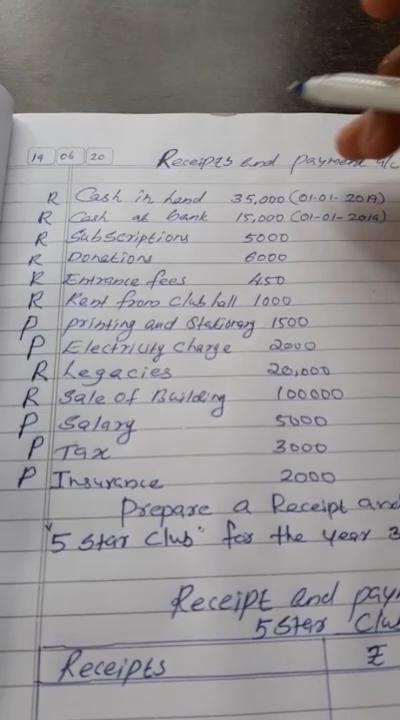 19 06 20
Receipts and payment a/c
R Cash in hand 35,000 (01-01-2019)
R Cash at bank 15,000 (01-01-2019)
R Subscriptions 5000
R Donations 6000
R Entrance fees 450
R Rent from Club hall 1000
P printing and Stationary 1500
P Electricity Charge 2000
R Legacies 20,000
R Sale of Building 100000
P Salary 5000
P Tax 3000
P Insurance 2000
Prepare a Receipt and
"5 Star Club" for the year 3
Receipt and pay
5 Star Clu
Receipts ₹